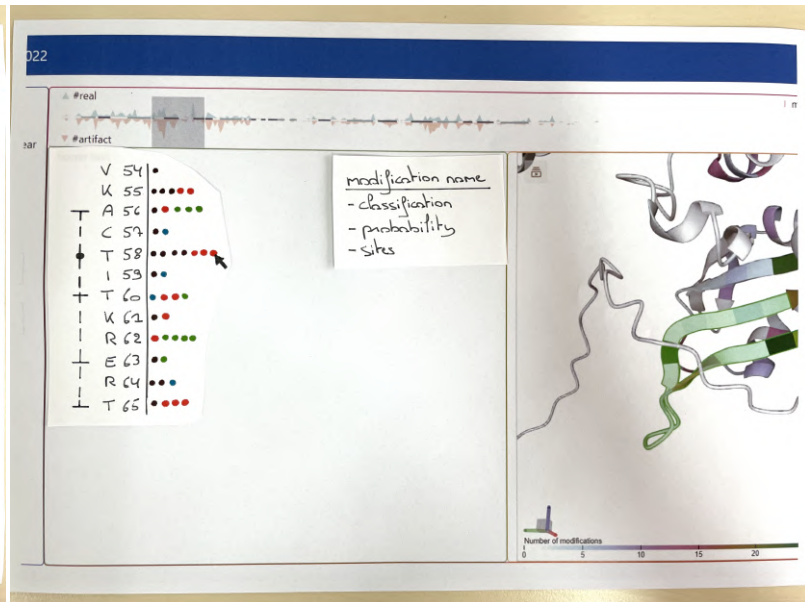 022
#real
#artifact
V 54
K 55
A 56
C 57
T 58
I 59
T 60
K 61
R 62
E 63
R 64
T 65
modification name
- classification
- probability
- sites
Number of modifications
0 5 10 15 20